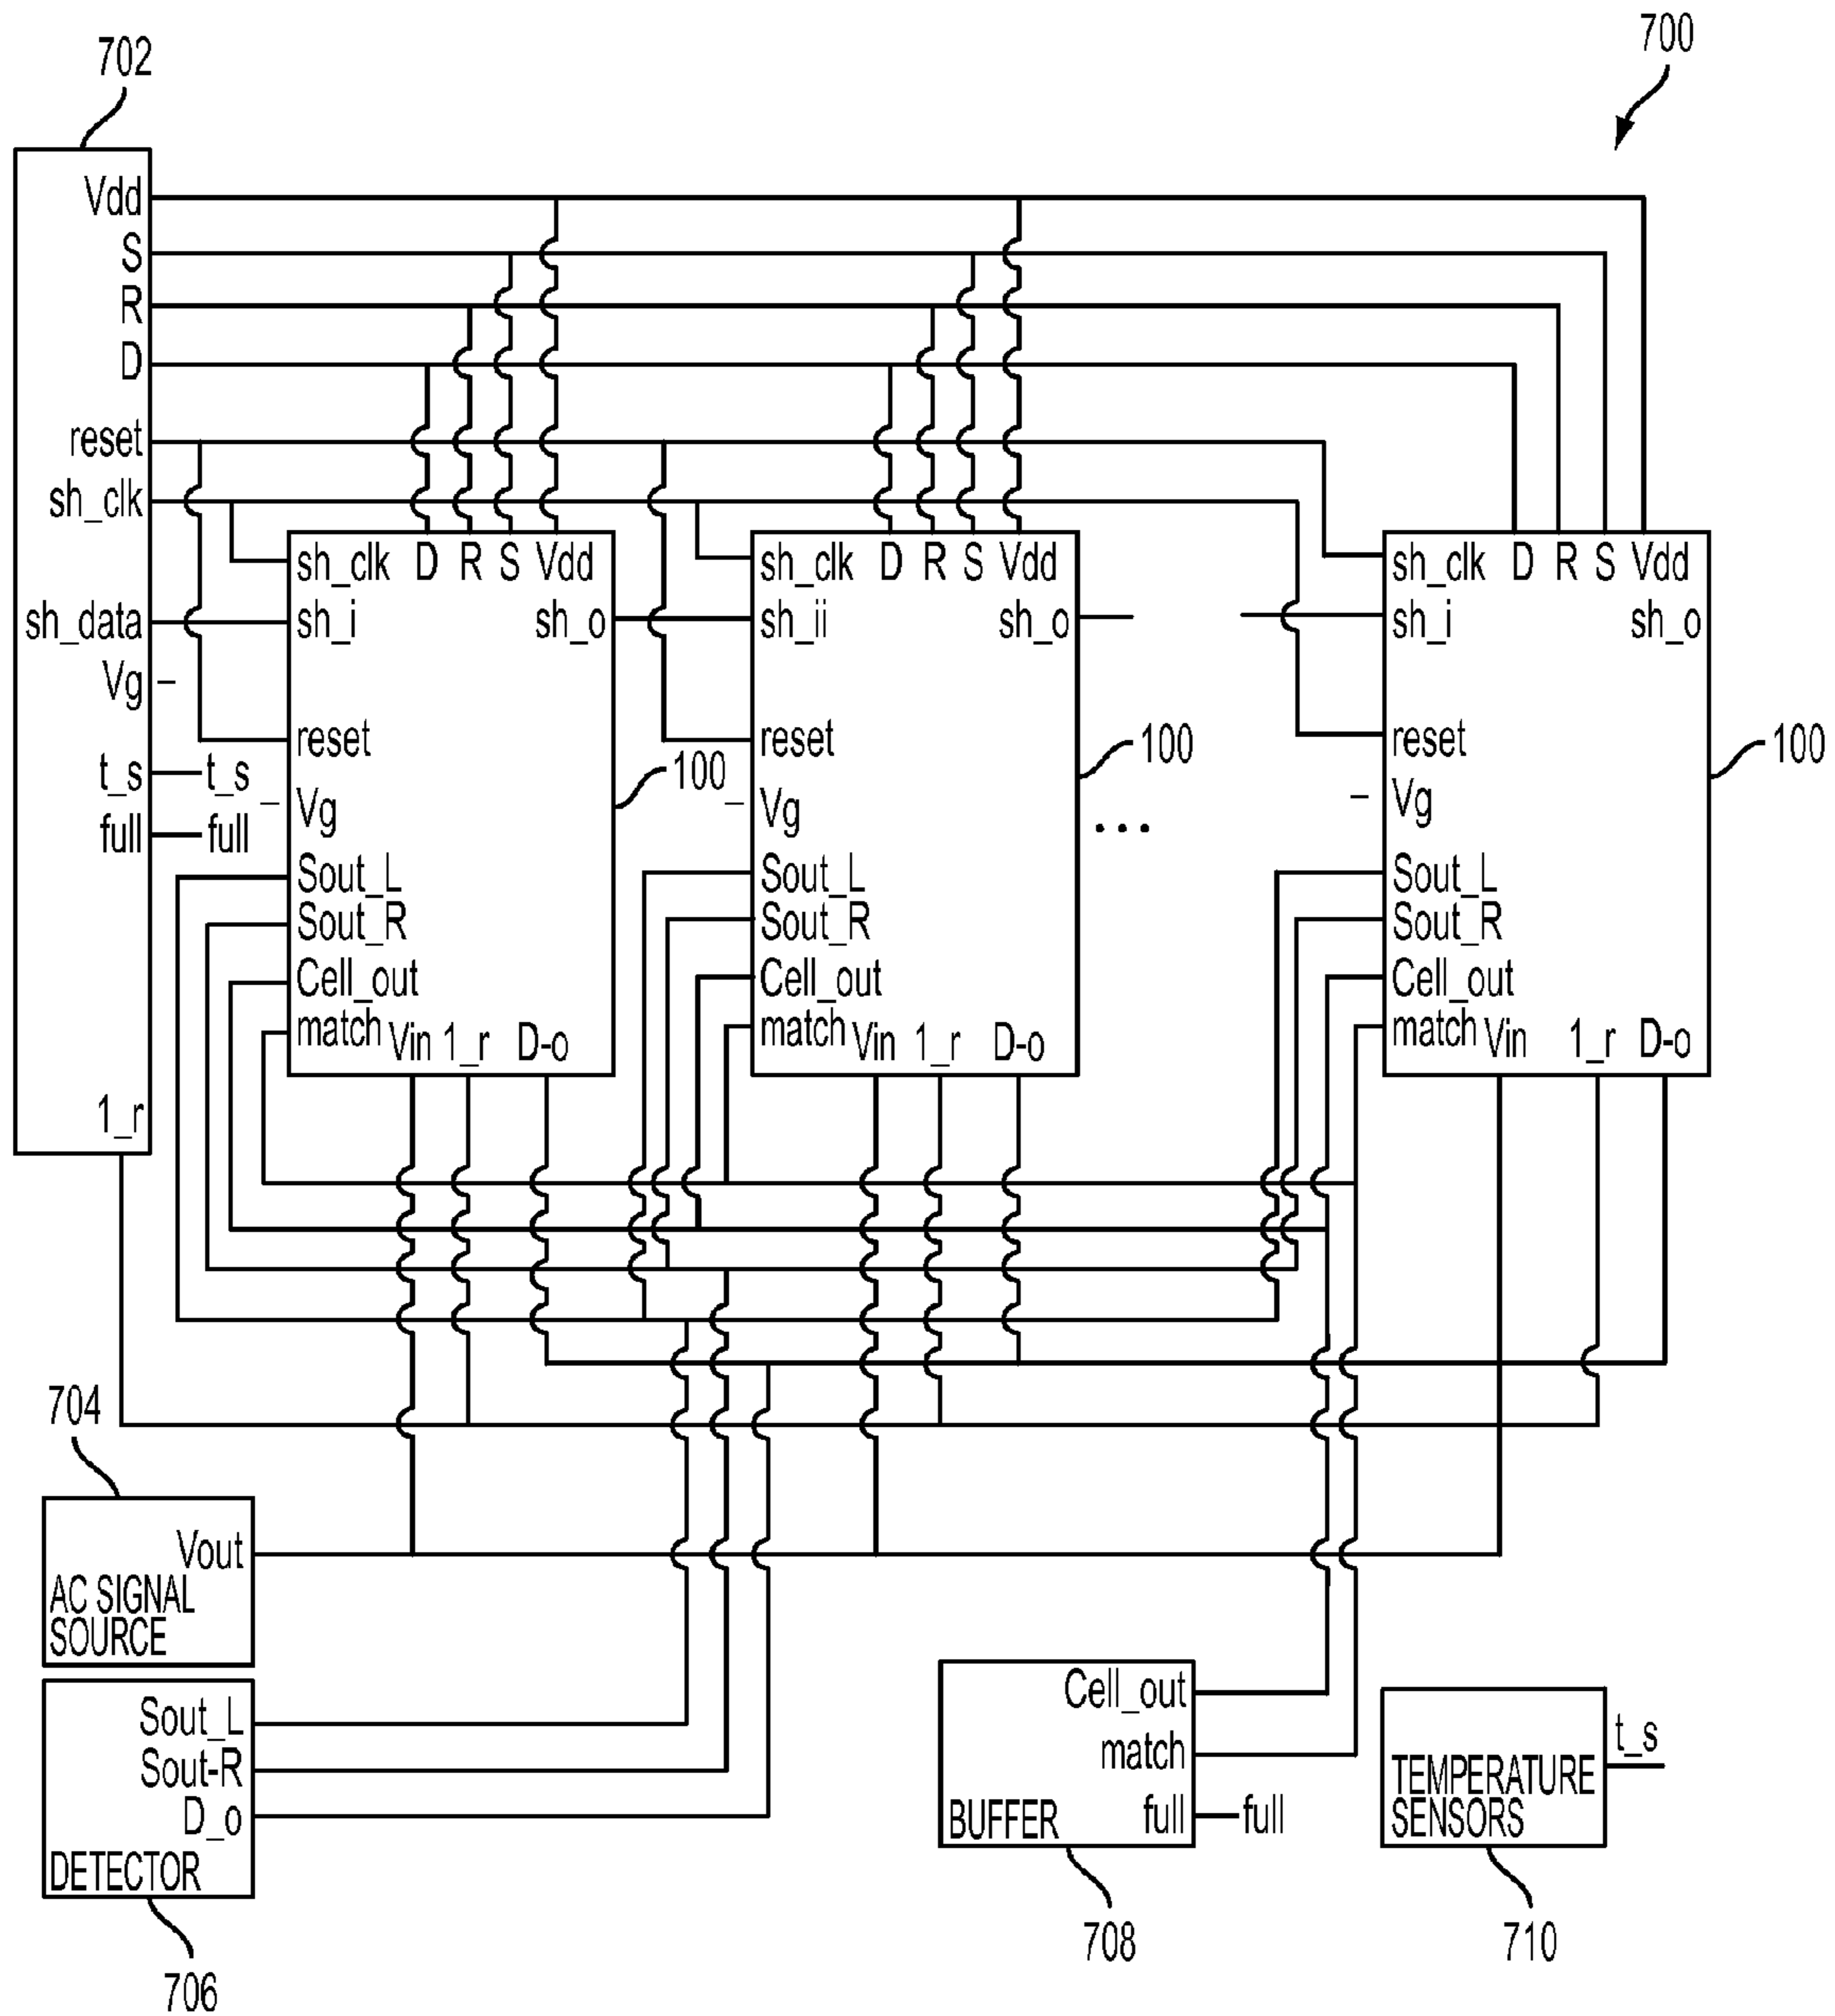 700
702
Vdd
S
R
D
reset
sh_clk
sh_data
Vg
t_s
t_s
full
full
1_r
sh_clk D R S Vdd
sh_i sh_o
reset
Vg
Sout_L
Sout_R
Cell_out
match Vin 1_r D-o
100
sh_clk D R S Vdd
sh_ii sh_o
reset
Vg
Sout_L
Sout_R
Cell_out
match Vin 1_r D-o
100
...
sh_clk D R S Vdd
sh_i sh_o
reset
Vg
Sout_L
Sout_R
Cell_out
match Vin 1_r D-o
100
704
Vout
AC SIGNAL
SOURCE
Sout_L
Sout-R
D_o
DETECTOR
706
Cell_out
match
full full
BUFFER
708
t_s
TEMPERATURE
SENSORS
710